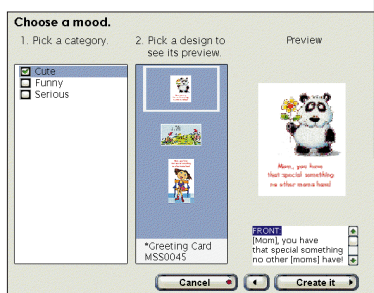 Choose a mood.
1. Pick a category.
2. Pick a design to
see its preview.
Preview
Cute
Funny
Serious
*Greeting Card
MSS0045
Mom, you have
that special something
no other moms have!
FRONT
[Mom], you have
that special something
no other [moms] have!
Cancel
Create it